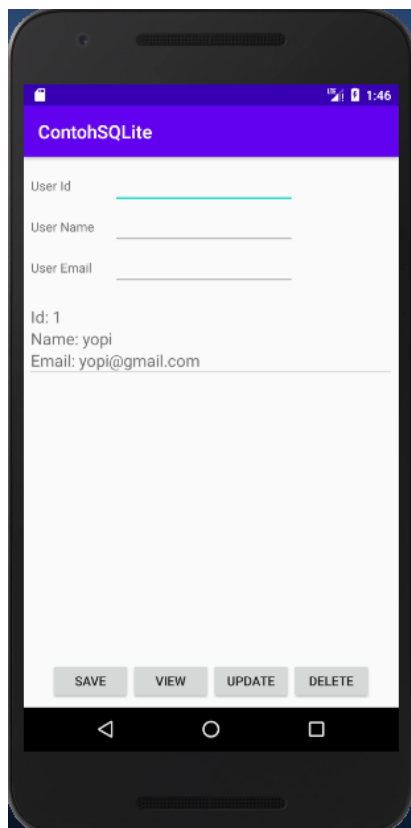 1:46
ContohSQLite
User Id
User Name
User Email
Id: 1
Name: yopi
Email: yopi@gmail.com
SAVE VIEW UPDATE DELETE